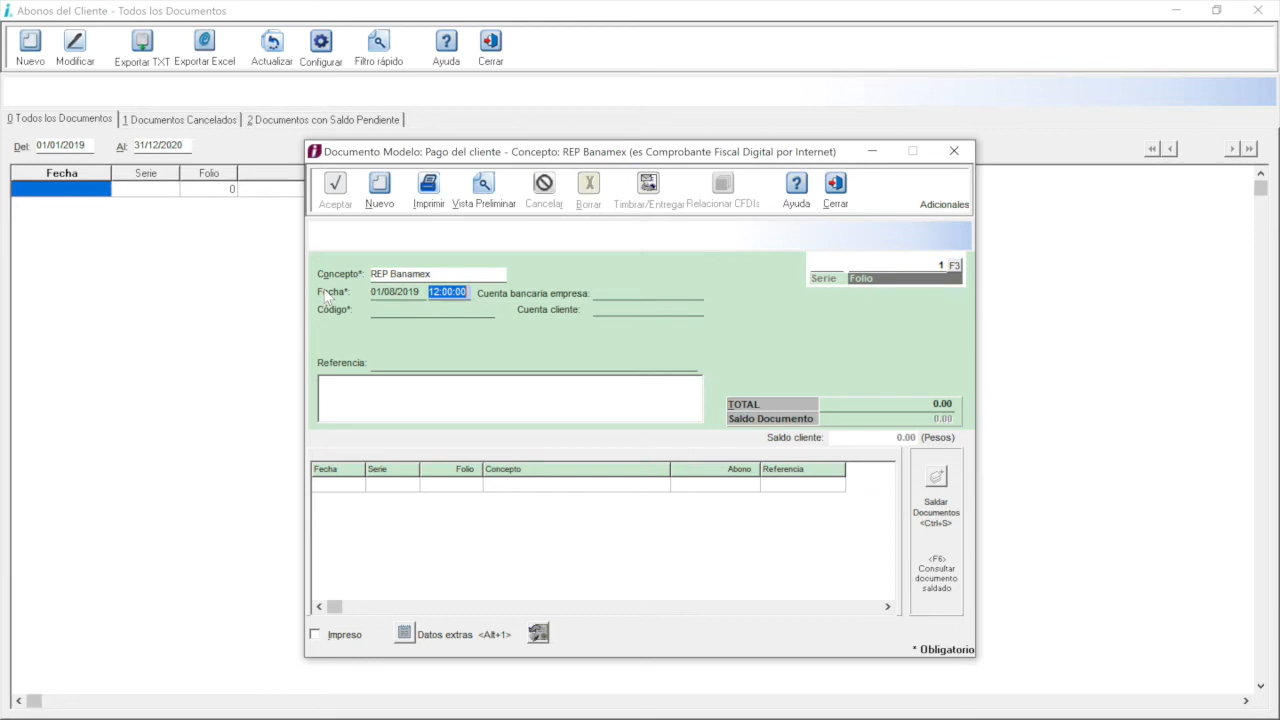 Abonos del Cliente - Todos los Documentos
Nuevo Modificar Exportar TXT Exportar Excel Actualizar Configurar Filtro rápido Ayuda Cerrar
0 Todos los Documentos 1 Documentos Cancelados 2 Documentos con Saldo Pendiente
Del: 01/01/2019 Al: 31/12/2020
Fecha Serie Folio
0
Documento Modelo: Pago del cliente - Concepto: REP Banamex (es Comprobante Fiscal Digital por Internet)
Aceptar Nuevo Imprimir Vista Preliminar Cancelar Borrar Timbrar/Entregar Relacionar CFDIs Ayuda Cerrar Adicionales
1 F3
Serie Folio
Concepto*: REP Banamex
Fecha*: 01/08/2019 12:00:00 Cuenta bancaria empresa:
Código*: Cuenta cliente:
Referencia:
TOTAL 0.00
Saldo Documento 0.00
Saldo cliente: 0.00 (Pesos)
Fecha Serie Folio Concepto Abono Referencia
Saldar
Documentos
<Ctrl+S>
<F6>
Consultar
documento
saldado
Impreso Datos extras <Alt+1>
* Obligatorio